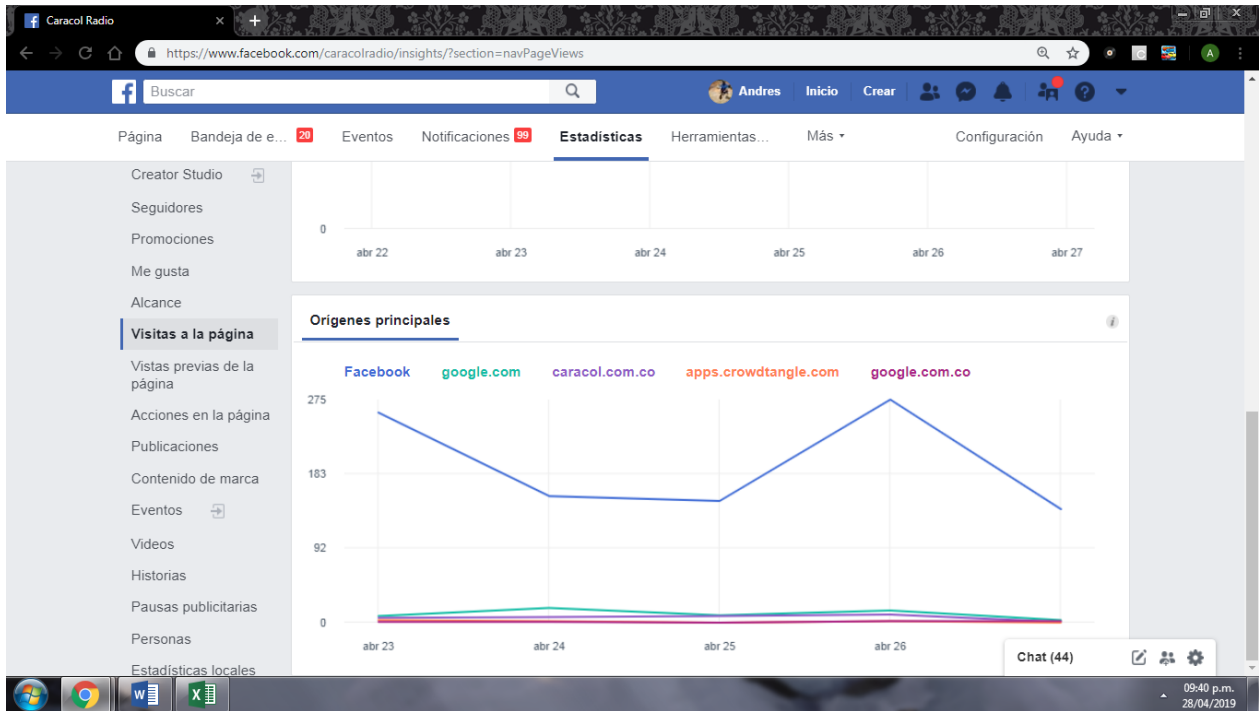 Caracol Radio
https://www.facebook.com/caracolradio/insights/?section=navPageViews
A
Buscar
Andres Inicio Crear
Página Bandeja de e... 20 Eventos Notificaciones 99 Estadísticas Herramientas... Más Configuración Ayuda
Creator Studio
Seguidores
Promociones
Me gusta
Alcance
Visitas a la página
Vistas previas de la
página
Acciones en la página
Publicaciones
Contenido de marca
Eventos
Videos
Historias
Pausas publicitarias
Personas
Estadísticas locales
0
abr 22 abr 23 abr 24 abr 25 abr 26 abr 27
Orígenes principales
Facebook google.com caracol.com.co apps.crowdtangle.com google.com.co
275
183
92
0
abr 23 abr 24 abr 25 abr 26
Chat (44)
09:40 p.m.
28/04/2019